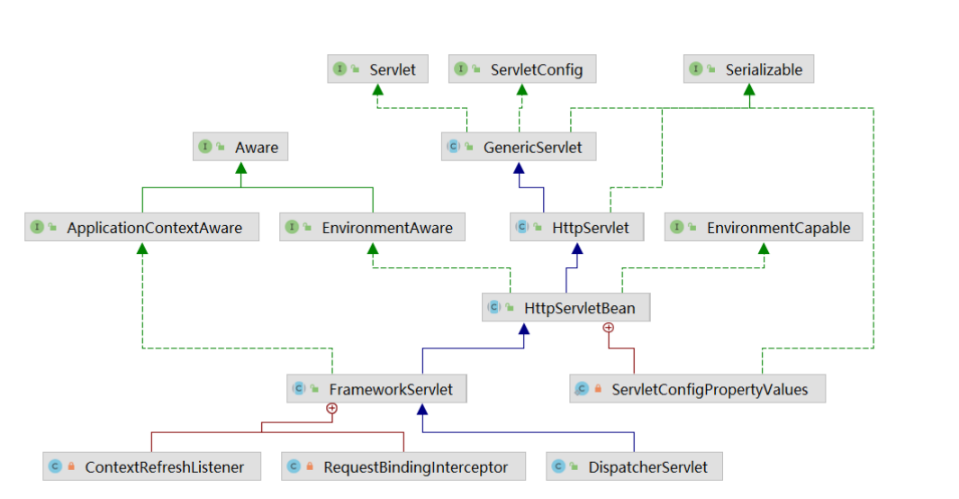 Servlet
ServletConfig
Serializable
Aware
GenericServlet
ApplicationContextAware
EnvironmentAware
HttpServlet
EnvironmentCapable
HttpServletBean
FrameworkServlet
ServletConfigPropertyValues
ContextRefreshListener
RequestBindingInterceptor
DispatcherServlet